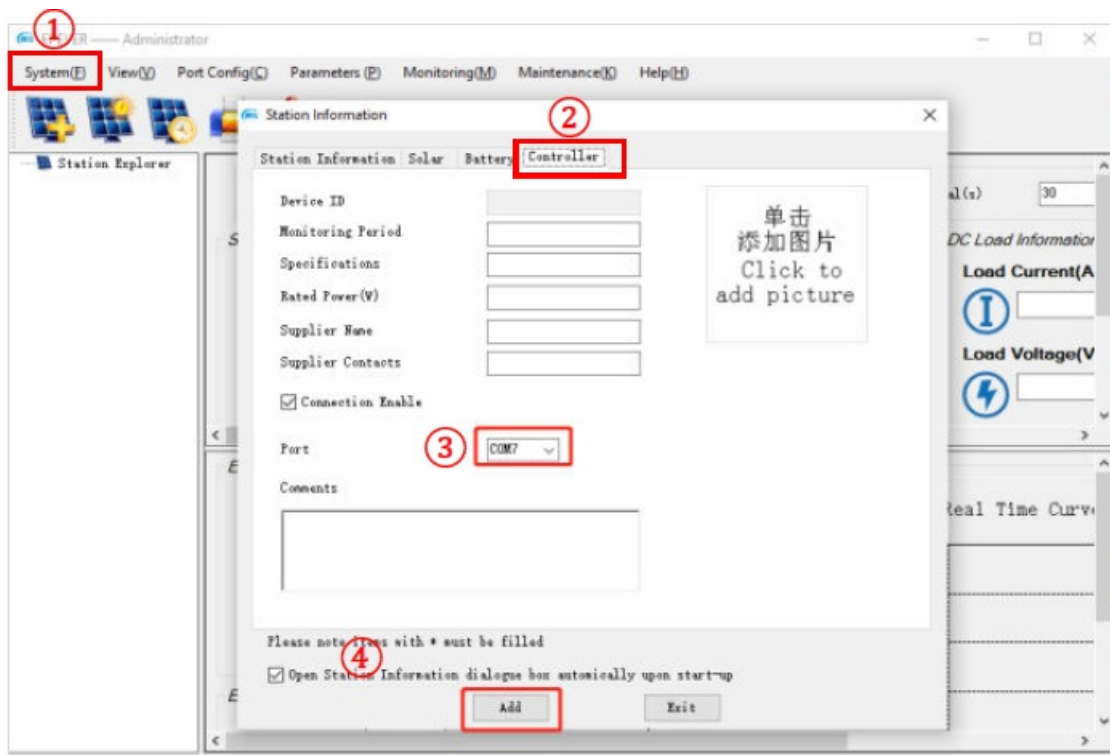 ①
—— Administrator
System(F) View(V) Port Config(C) Parameters (P) Monitoring(M) Maintenance(K) Help(H)
Station Information
②
Station Explorer
Station Information Solar Battery Controller
Device ID
Monitoring Period
Specifications
Rated Power(W)
Supplier Name
Supplier Contacts
Connection Enable
③
Port COM7
Comments
单击
添加图片
Click to
add picture
al(s) 30
DC Load Information
Load Current(A
Load Voltage(V
Real Time Curv
Please note items with * must be filled
④
Open Station Information dialogue box automically upon start-up
Add Exit